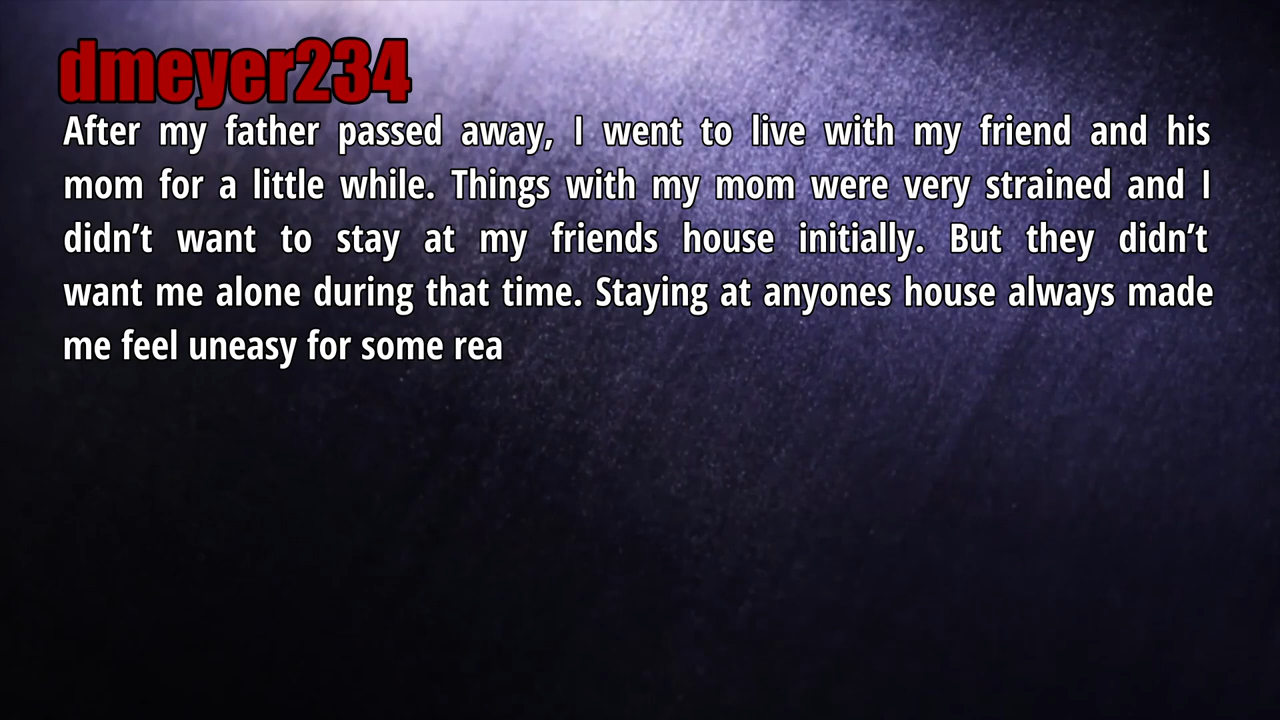 dmeyer234
After my father passed away, I went to live with my friend and his
mom for a little while. Things with my mom were very strained and I
didn’t want to stay at my friends house initially. But they didn’t
want me alone during that time. Staying at anyones house always made
me feel uneasy for some rea